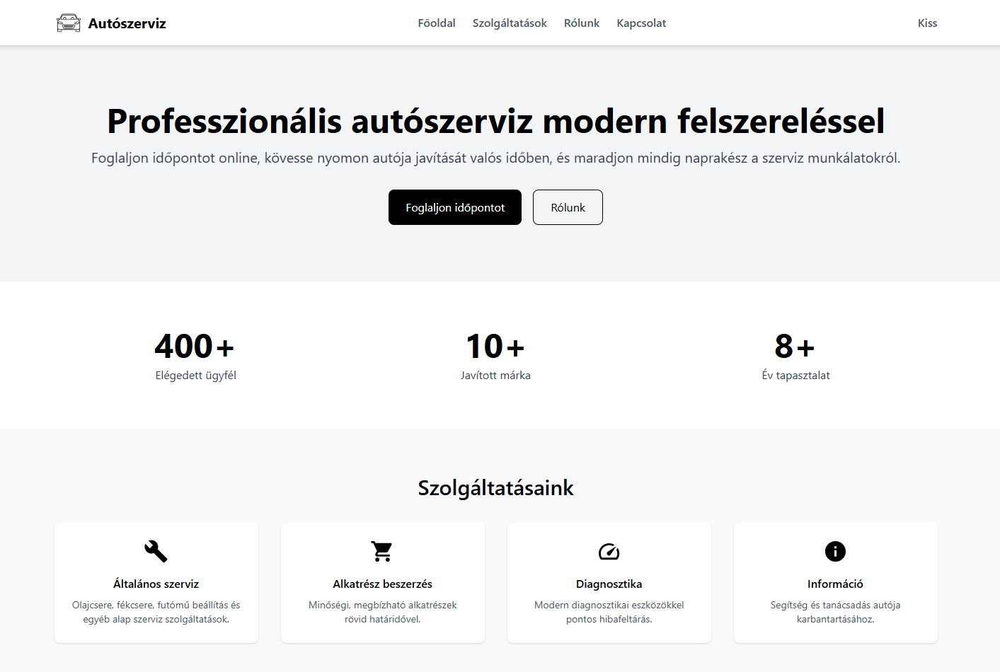 Autószerviz
Főoldal
Szolgáltatások
Rólunk
Kapcsolat
Kiss
Professzionális autószerviz modern felszereléssel
Foglaljon időpontot online, kövesse nyomon autója javítását valós időben, és maradjon mindig naprakész a szerviz munkálatokról.
Foglaljon időpontot
Rólunk
400+
Elégedett ügyfél
10+
Javított márka
8+
Év tapasztalat
Szolgáltatásaink
Általános szerviz
Olajcsere, fékcsere, futómű beállítás és
egyéb alap szerviz szolgáltatások.
Alkatrész beszerzés
Minőségi, megbízható alkatrészek
rövid határidővel.
Diagnosztika
Modern diagnosztikai eszközökkel
pontos hibafeltárás.
Információ
Segítség és tanácsadás autója
karbantartásához.